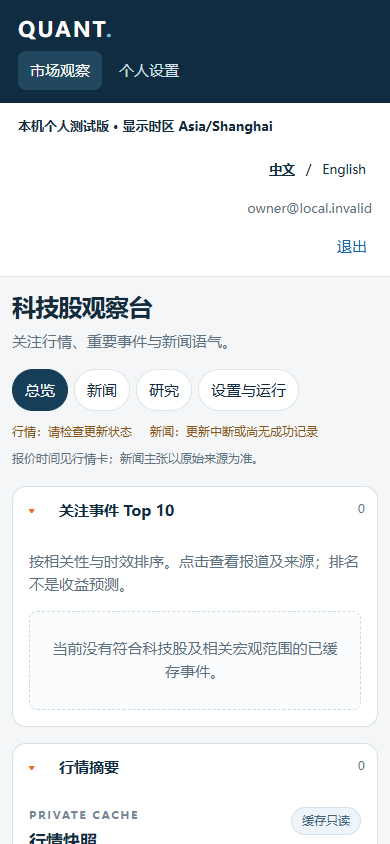 QUANT.
市场观察 个人设置
本机个人测试版 • 显示时区 Asia/Shanghai
中文 / English
owner@local.invalid
退出
科技股观察台
关注行情、重要事件与新闻语气。
总览 新闻 研究 设置与运行
行情：请检查更新状态 新闻：更新中断或尚无成功记录
报价时间见行情卡；新闻主张以原始来源为准。
关注事件 Top 10 0
按相关性与时效排序。点击查看报道及来源；排名
不是收益预测。
当前没有符合科技股及相关宏观范围的已缓
存事件。
行情摘要 0
PRIVATE CACHE 缓存只读
行情快照